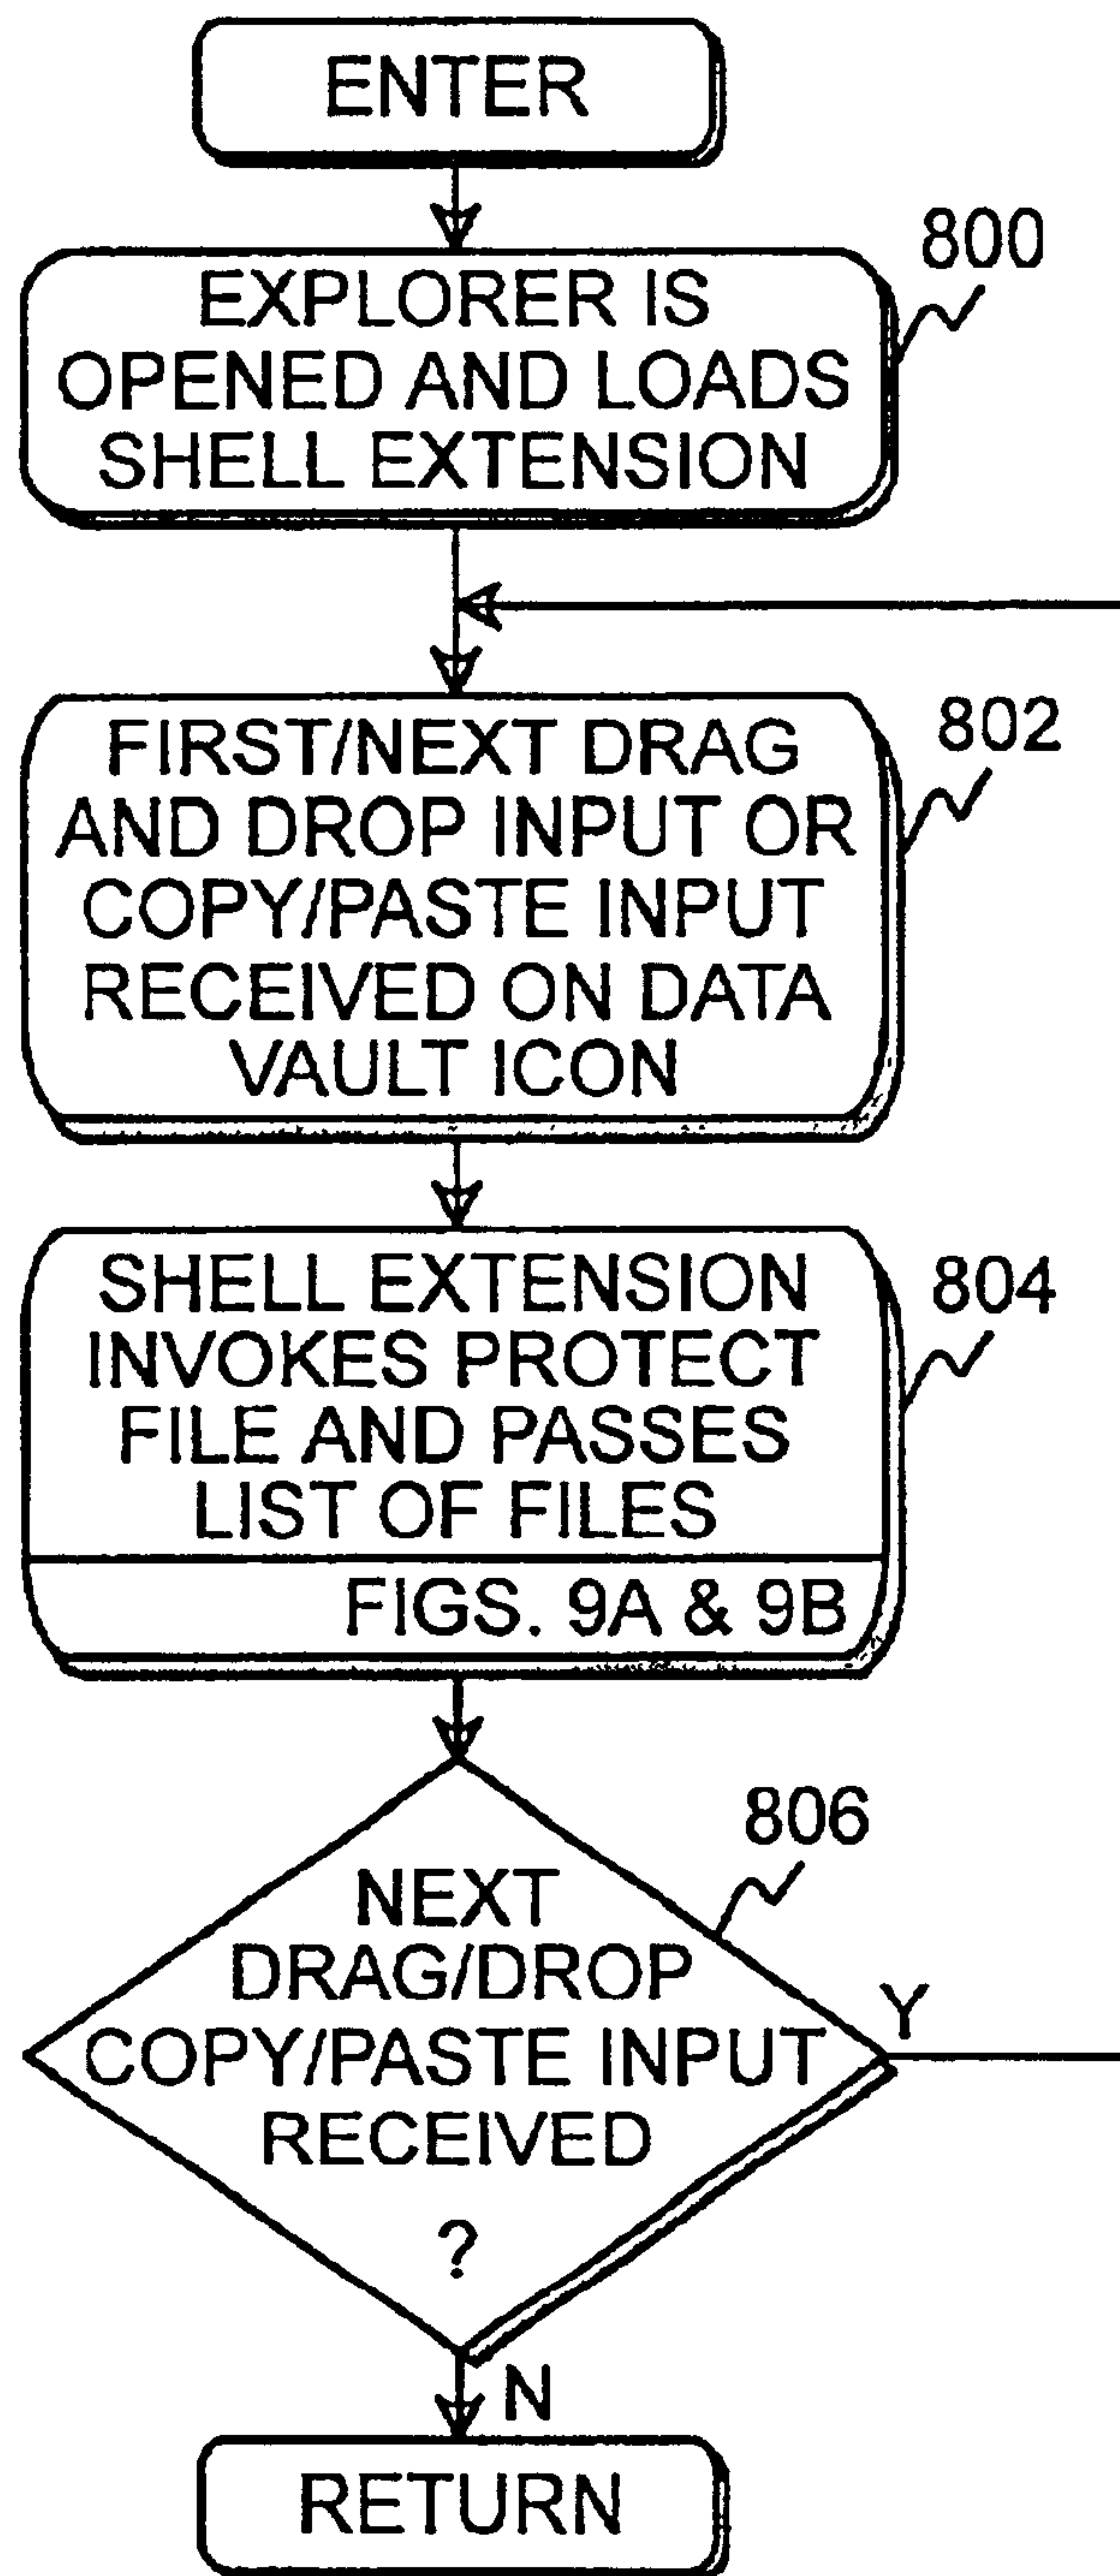 ENTER
800
EXPLORER IS
OPENED AND LOADS
SHELL EXTENSION
802
FIRST/NEXT DRAG
AND DROP INPUT OR
COPY/PASTE INPUT
RECEIVED ON DATA
VAULT ICON
804
SHELL EXTENSION
INVOKES PROTECT
FILE AND PASSES
LIST OF FILES
FIGS. 9A & 9B
806
NEXT
DRAG/DROP
COPY/PASTE INPUT
RECEIVED
?
Y
N
RETURN